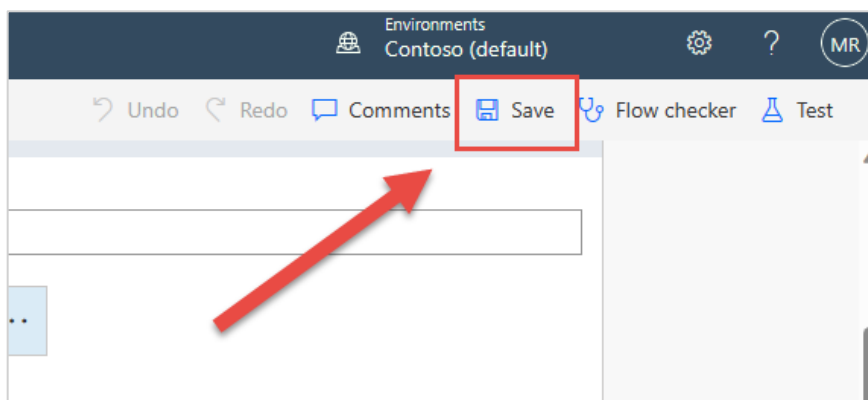 Environments
Contoso (default)
?
MR
Undo Redo Comments Save Flow checker Test
..